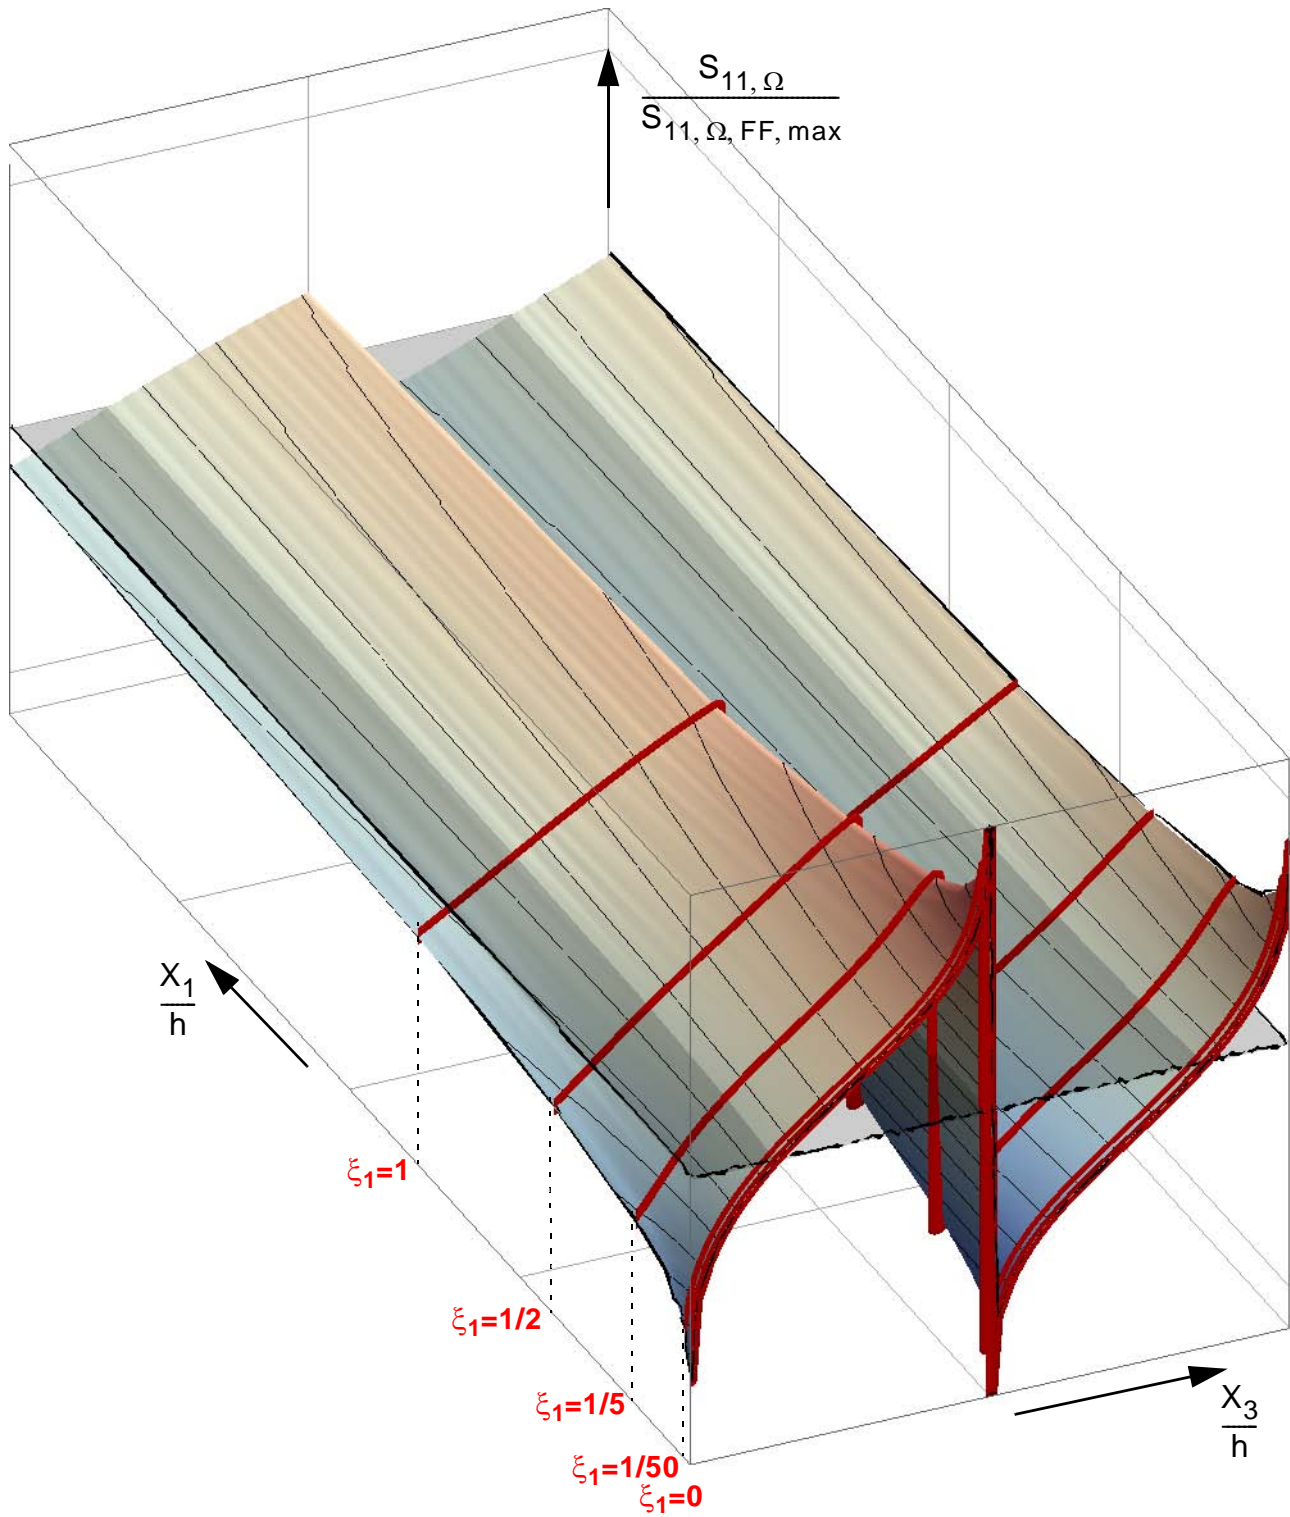 S11, Ω
S11, Ω, FF, max
X1
h
ξ1=1
ξ1=1/2
ξ1=1/5
ξ1=1/50
ξ1=0
X3
h